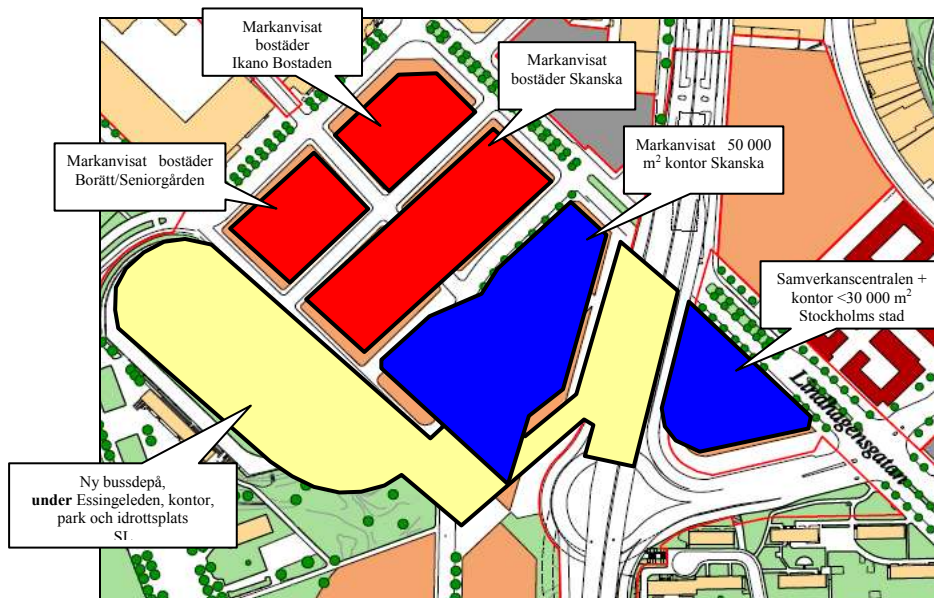 Markanvisat
bostäder
Ikano Bostaden
Markanvisat
bostäder Skanska
Markanvisat 50 000
m² kontor Skanska
Markanvisat bostäder
Borätt/Seniorgården
Samverkanscentralen +
kontor <30 000 m²
Stockholms stad
Lindhagensgatan
Ny bussdepå,
under Essingeleden, kontor,
park och idrottsplats
SL